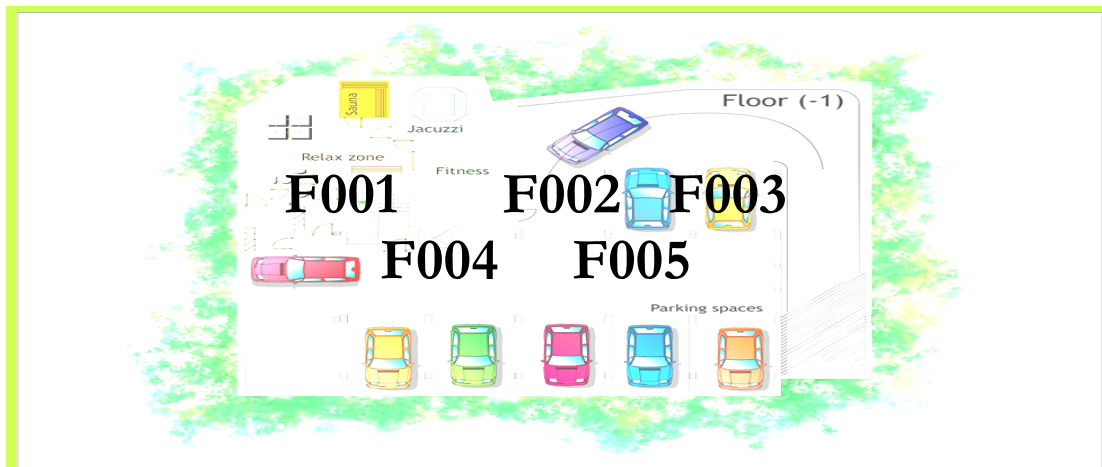 Floor (-1)
Sauna
Jacuzzi
Relax zone
Fitness
F001 F002 F003
F004 F005
Parking spaces